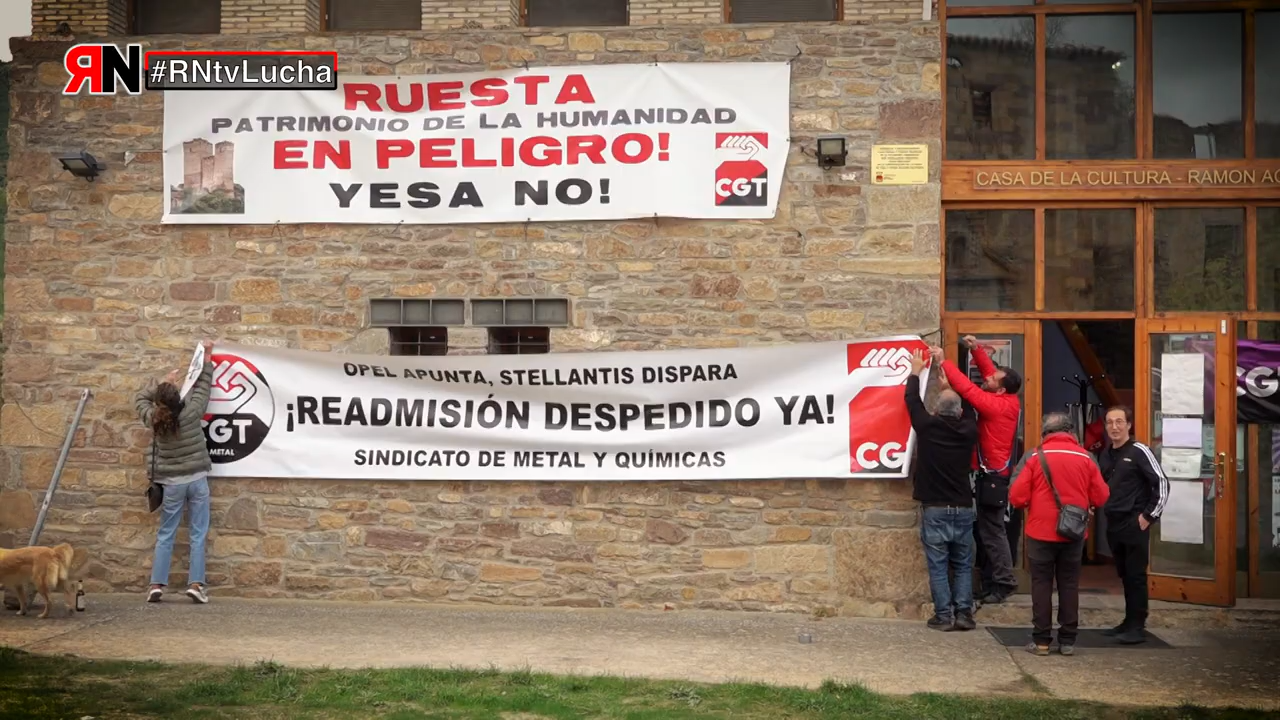 RN #RNtvLucha
RUESTA
PATRIMONIO DE LA HUMANIDAD
EN PELIGRO!
YESA NO!
CGT
CASA DE LA CULTURA - RAMON
OPEL APUNTA, STELLANTIS DISPARA
¡READMISIÓN DESPEDIDO YA!
SINDICATO DE METAL Y QUÍMICAS
CGT
METAL
CG
CG